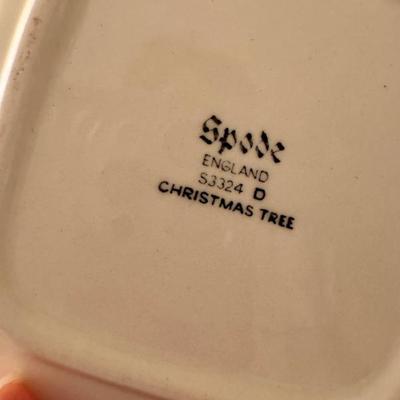 Spode
ENGLAND
S3324 D
CHRISTMAS TREE